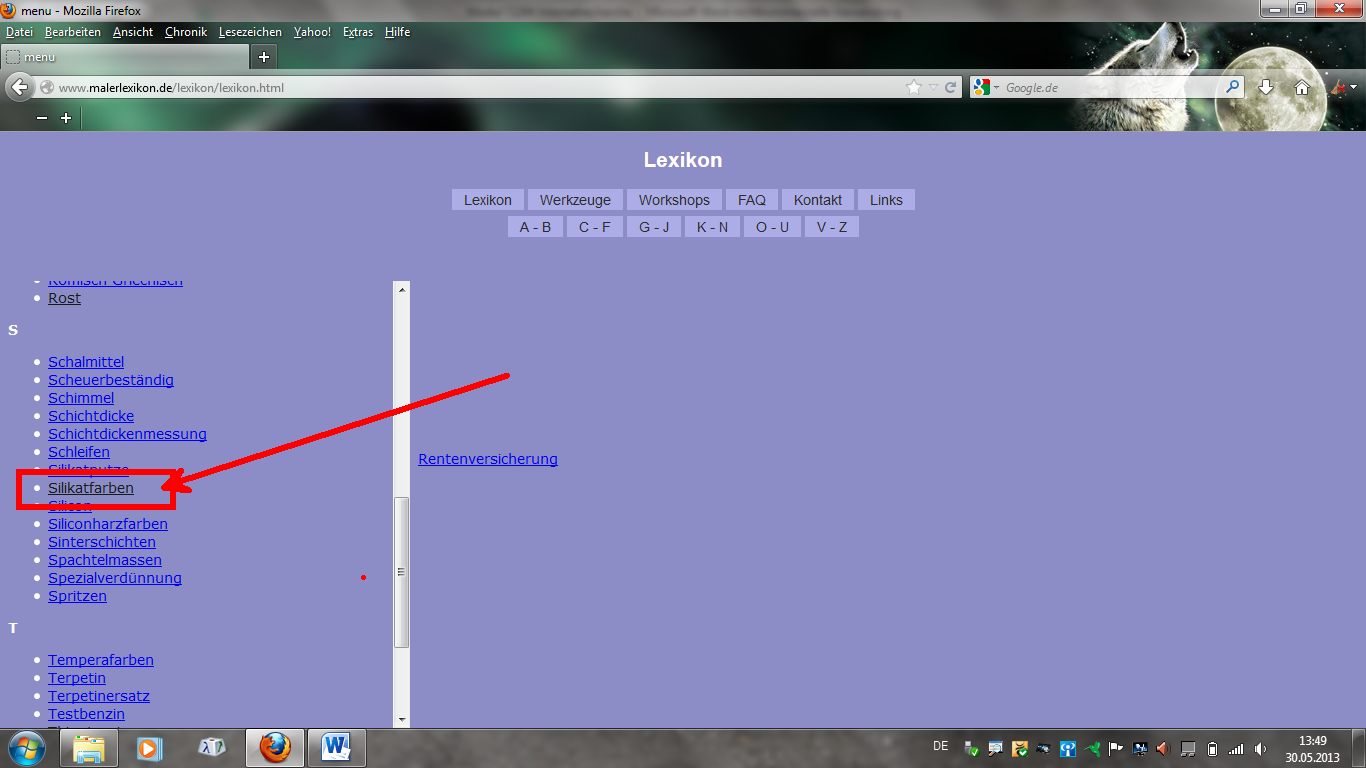 menu - Mozilla Firefox
Datei Bearbeiten Ansicht Chronik Lesezeichen Yahoo! Extras Hilfe
menu
www.malerlexikon.de/lexikon/lexikon.html
Google.de
Lexikon
Lexikon Werkzeuge Workshops FAQ Kontakt Links
A - B C - F G - J K - N O - U V - Z
Rost
S
Schalmittel
Scheuerbeständig
Schimmel
Schichtdicke
Schichtdickenmessung
Schleifen
Silikatputze
Rentenversicherung
Silikatfarben
Silicon
Siliconharzfarben
Sinterschichten
Spachtelmassen
Spezialverdünnung
Spritzen
T
Temperafarben
Terpetin
Terpetinersatz
Testbenzin
DE
13:49
30.05.2013